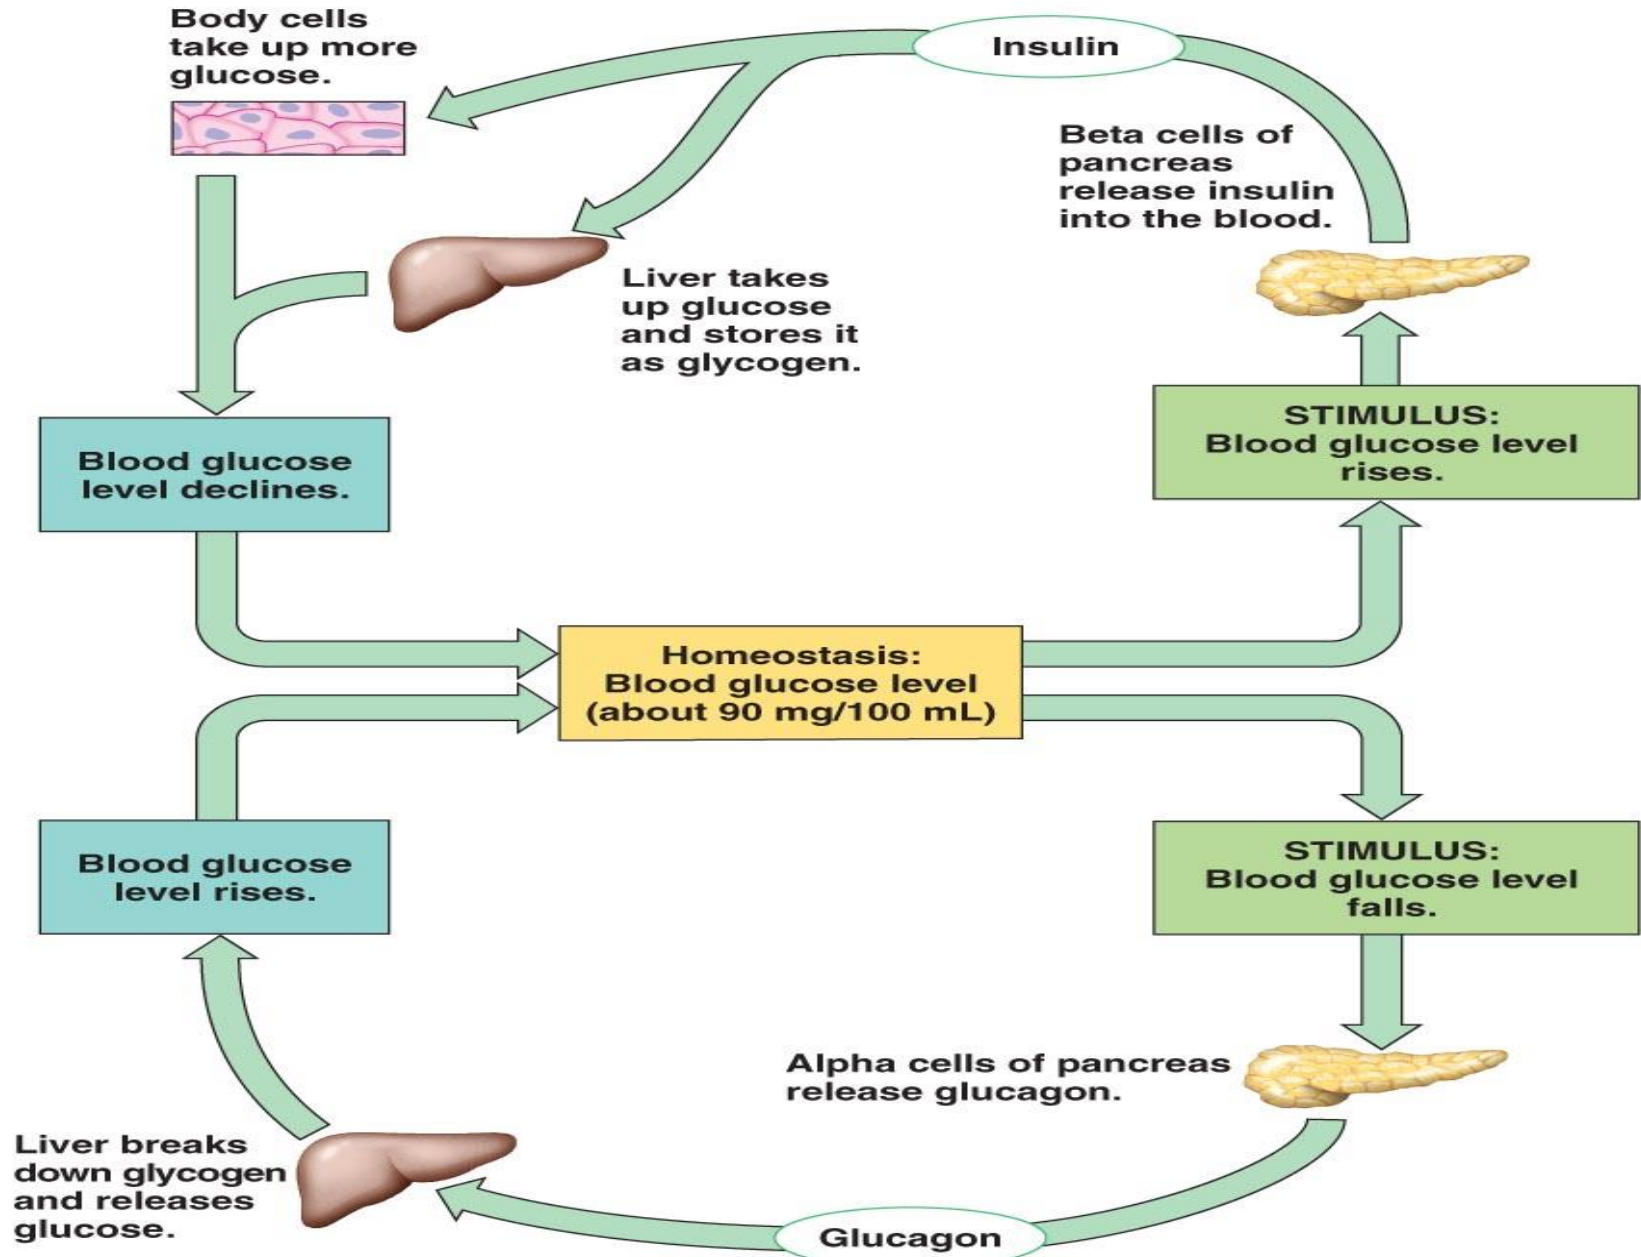 Body cells
take up more
glucose.
Insulin
Beta cells of
pancreas
release insulin
into the blood.
Liver takes
up glucose
and stores it
as glycogen.
STIMULUS:
Blood glucose level
rises.
Blood glucose
level declines.
Homeostasis:
Blood glucose level
(about 90 mg/100 mL)
Blood glucose
level rises.
STIMULUS:
Blood glucose level
falls.
Alpha cells of pancreas
release glucagon.
Liver breaks
down glycogen
and releases
glucose.
Glucagon